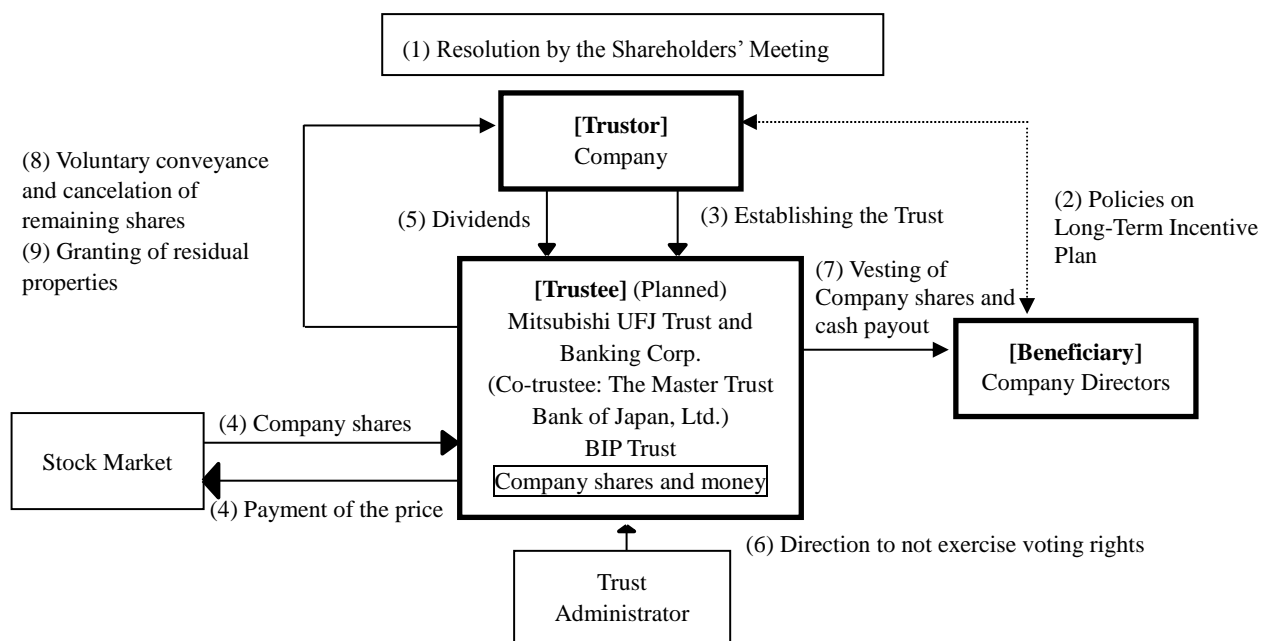 (1) Resolution by the Shareholders’ Meeting
[Trustor]
Company
(8) Voluntary conveyance
and cancelation of
remaining shares
(9) Granting of residual
properties
(5) Dividends
(3) Establishing the Trust
(2) Policies on
Long-Term Incentive
Plan
[Trustee] (Planned)
Mitsubishi UFJ Trust and
Banking Corp.
(Co-trustee: The Master Trust
Bank of Japan, Ltd.)
BIP Trust
Company shares and money
(7) Vesting of
Company shares and
cash payout
[Beneficiary]
Company Directors
Stock Market
(4) Company shares
(4) Payment of the price
(6) Direction to not exercise voting rights
Trust
Administrator